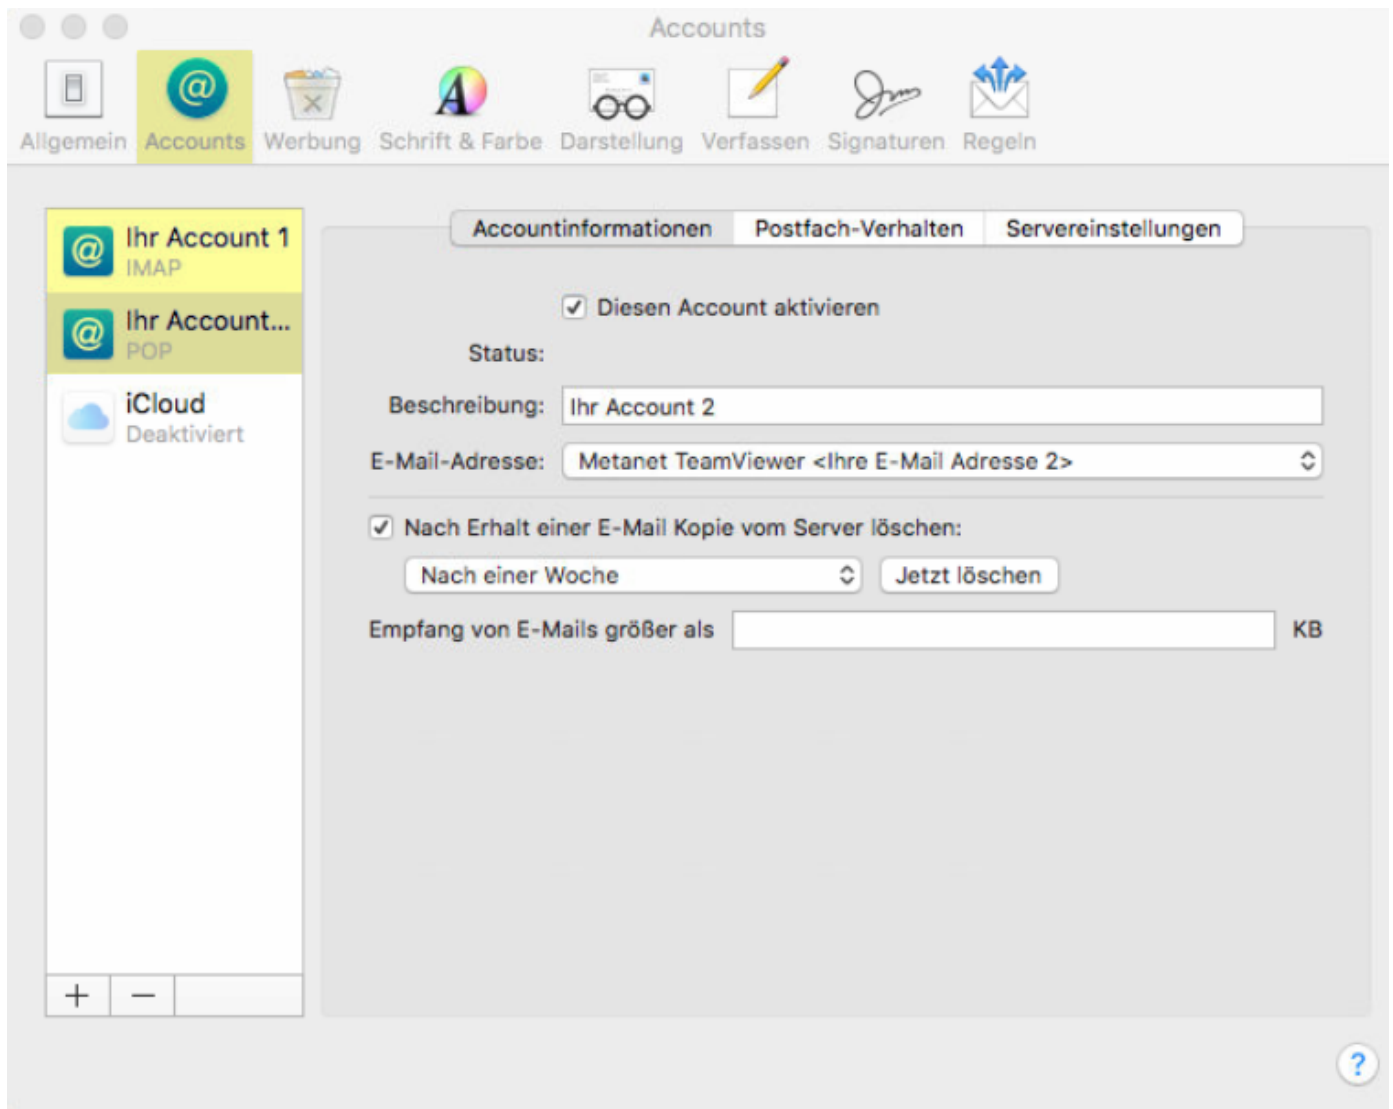 Accounts
Allgemein Accounts Werbung Schrift & Farbe Darstellung Verfassen Signaturen Regeln
Ihr Account 1
IMAP
Ihr Account...
POP
iCloud
Deaktiviert
Accountinformationen Postfach-Verhalten Servereinstellungen
Diesen Account aktivieren
Status:
Beschreibung: Ihr Account 2
E-Mail-Adresse: Metanet TeamViewer <Ihre E-Mail Adresse 2>
Nach Erhalt einer E-Mail Kopie vom Server löschen:
Nach einer Woche Jetzt löschen
Empfang von E-Mails größer als KB
+ −
?